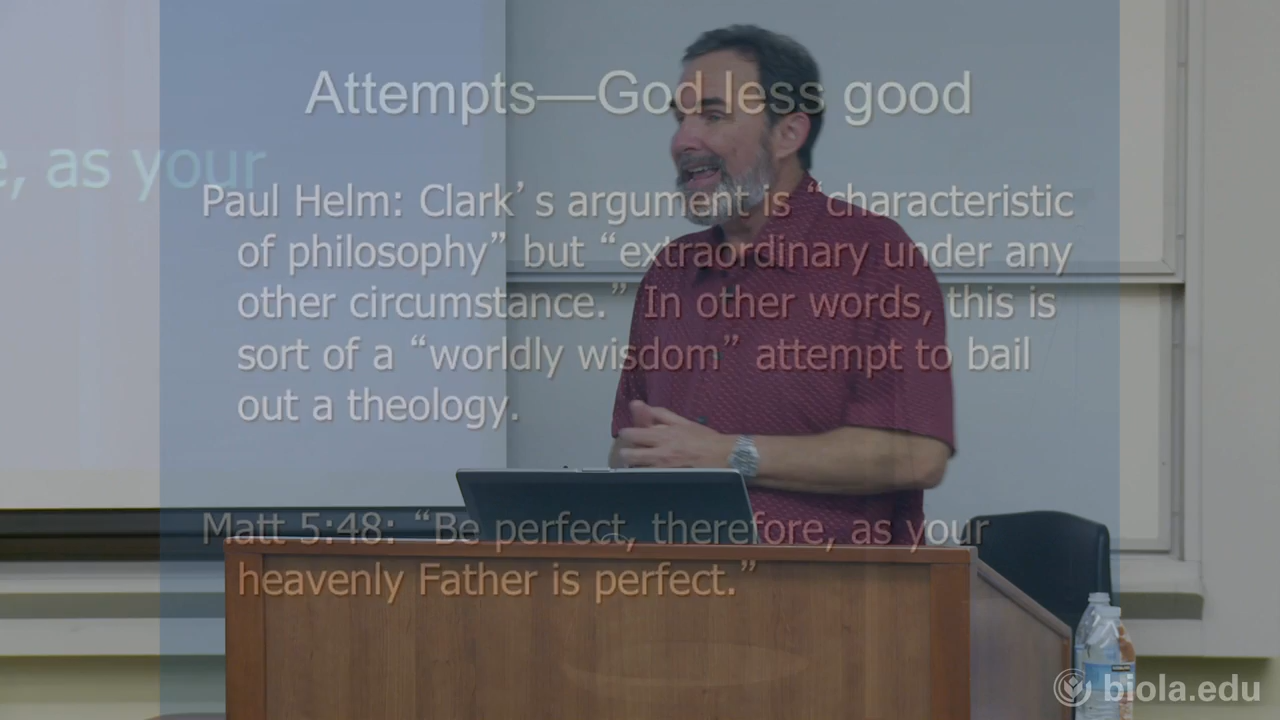 Attempts—God less good
e, as your
Paul Helm: Clark’s argument is “characteristic
of philosophy” but “extraordinary under any
other circumstance.” In other words, this is
sort of a “worldly wisdom” attempt to bail
out a theology.
Matt 5:48: “Be perfect, therefore, as your
heavenly Father is perfect.”
biola.edu